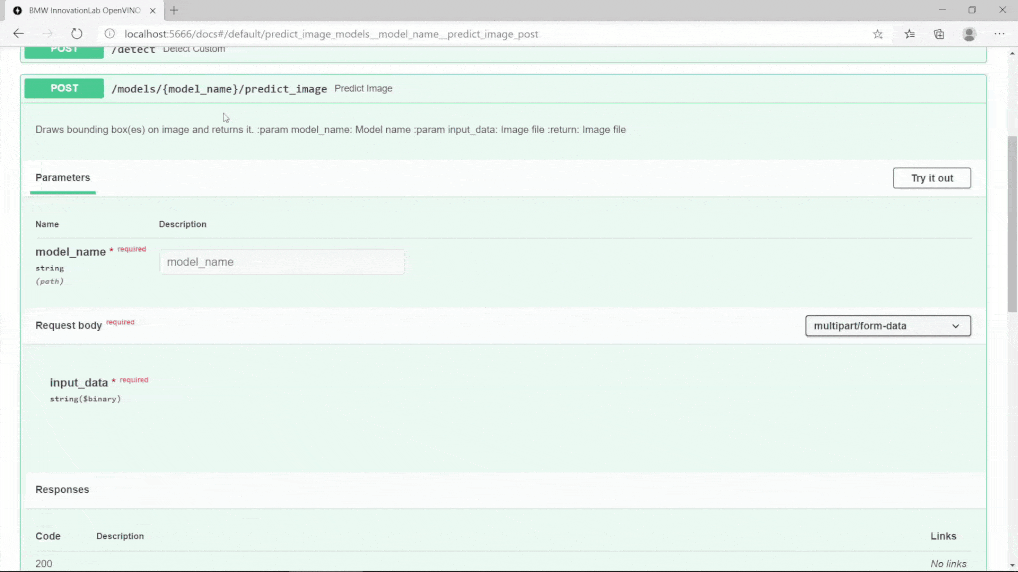 BMW InnovationLab OpenVINO
localhost:5666/docs#/default/predict_image_models__model_name__predict_image_post
POST /detect Detect Custom
POST /models/{model_name}/predict_image Predict Image
Draws bounding box(es) on image and returns it. :param model_name: Model name :param input_data: Image file :return: Image file
Parameters Try it out
Name Description
model_name * required
string
(path)
model_name
Request body required multipart/form-data
input_data * required
string($binary)
Responses
Code Description Links
200 No links